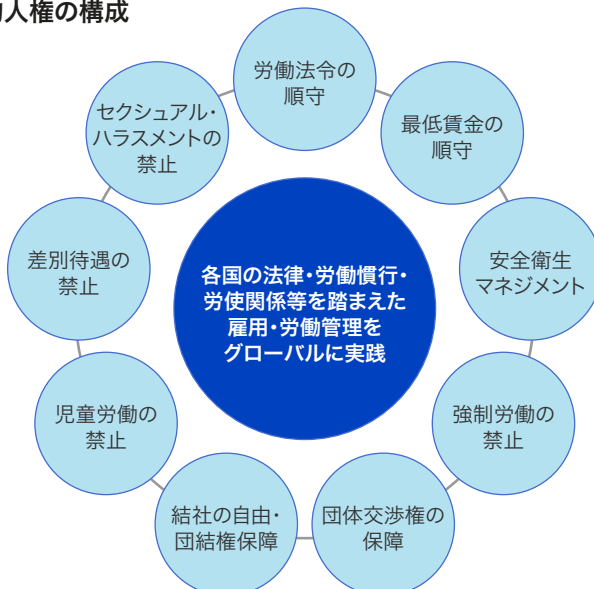 人権の構成
労働法令の
順守
最低賃金の
順守
安全衛生
マネジメント
強制労働の
禁止
団体交渉権の
保障
結社の自由・
団結権保障
児童労働の
禁止
差別待遇の
禁止
セクシュアル・
ハラスメントの
禁止
各国の法律・労働慣行・
労使関係等を踏まえた
雇用・労働管理を
グローバルに実践